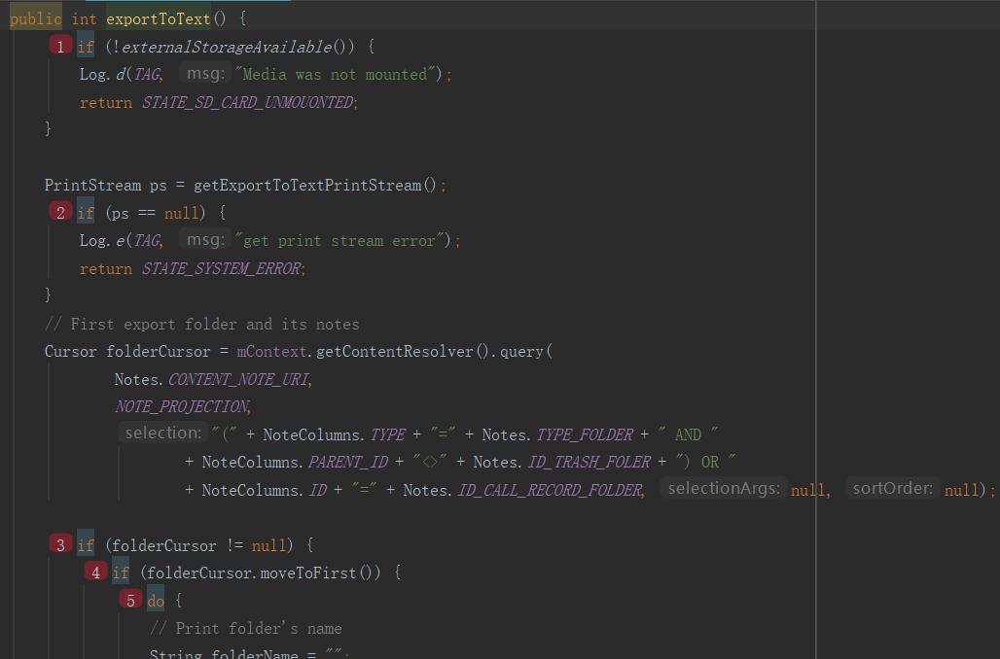 public int exportToText() {
1 if (!externalStorageAvailable()) {
Log.d(TAG, msg: "Media was not mounted");
return STATE_SD_CARD_UNMOUONTED;
}
PrintStream ps = getExportToTextPrintStream();
2 if (ps == null) {
Log.e(TAG, msg: "get print stream error");
return STATE_SYSTEM_ERROR;
}
// First export folder and its notes
Cursor folderCursor = mContext.getContentResolver().query(
Notes.CONTENT_NOTE_URI,
NOTE_PROJECTION,
selection: "(" + NoteColumns.TYPE + "=" + Notes.TYPE_FOLDER + " AND "
+ NoteColumns.PARENT_ID + "<>" + Notes.ID_TRASH_FOLER + ") OR "
+ NoteColumns.ID + "=" + Notes.ID_CALL_RECORD_FOLDER, selectionArgs: null, sortOrder: null);
3 if (folderCursor != null) {
4 if (folderCursor.moveToFirst()) {
5 do {
// Print folder's name
String folderName = "";